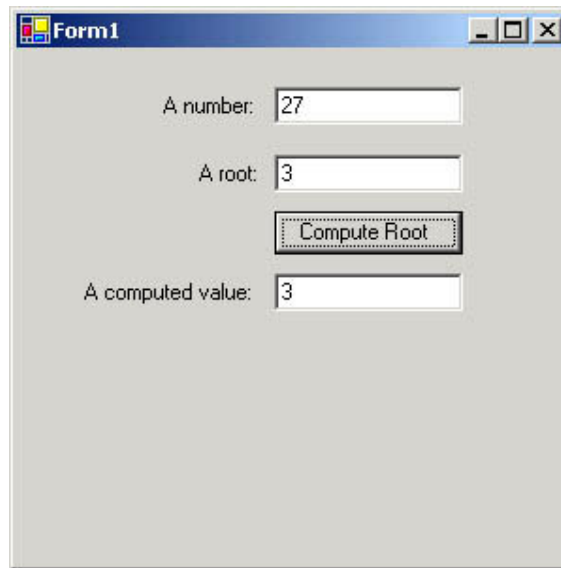 Form1
A number: 27
A root: 3
Compute Root
A computed value: 3